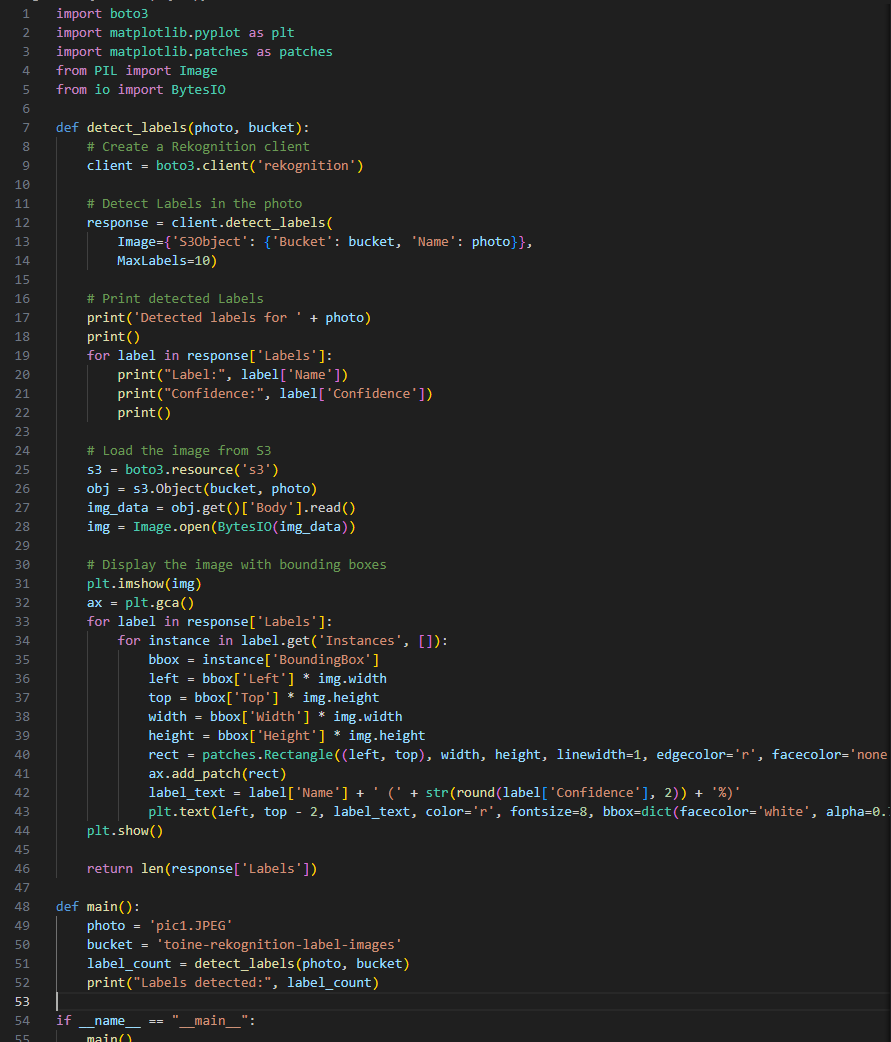 1 import boto3
2 import matplotlib.pyplot as plt
3 import matplotlib.patches as patches
4 from PIL import Image
5 from io import BytesIO
6
7 def detect_labels(photo, bucket):
8     # Create a Rekognition client
9     client = boto3.client('rekognition')
10
11     # Detect Labels in the photo
12     response = client.detect_labels(
13         Image={'S3Object': {'Bucket': bucket, 'Name': photo}},
14         MaxLabels=10)
15
16     # Print detected Labels
17     print('Detected labels for ' + photo)
18     print()
19     for label in response['Labels']:
20         print("Label:", label['Name'])
21         print("Confidence:", label['Confidence'])
22         print()
23
24     # Load the image from S3
25     s3 = boto3.resource('s3')
26     obj = s3.Object(bucket, photo)
27     img_data = obj.get()['Body'].read()
28     img = Image.open(BytesIO(img_data))
29
30     # Display the image with bounding boxes
31     plt.imshow(img)
32     ax = plt.gca()
33     for label in response['Labels']:
34         for instance in label.get('Instances', []):
35             bbox = instance['BoundingBox']
36             left = bbox['Left'] * img.width
37             top = bbox['Top'] * img.height
38             width = bbox['Width'] * img.width
39             height = bbox['Height'] * img.height
40             rect = patches.Rectangle((left, top), width, height, linewidth=1, edgecolor='r', facecolor='none
41             ax.add_patch(rect)
42             label_text = label['Name'] + ' (' + str(round(label['Confidence'], 2)) + '%)'
43             plt.text(left, top - 2, label_text, color='r', fontsize=8, bbox=dict(facecolor='white', alpha=0.
44     plt.show()
45
46     return len(response['Labels'])
47
48 def main():
49     photo = 'pic1.JPEG'
50     bucket = 'toine-rekognition-label-images'
51     label_count = detect_labels(photo, bucket)
52     print("Labels detected:", label_count)
53
54 if __name__ == "__main__":
55     main()